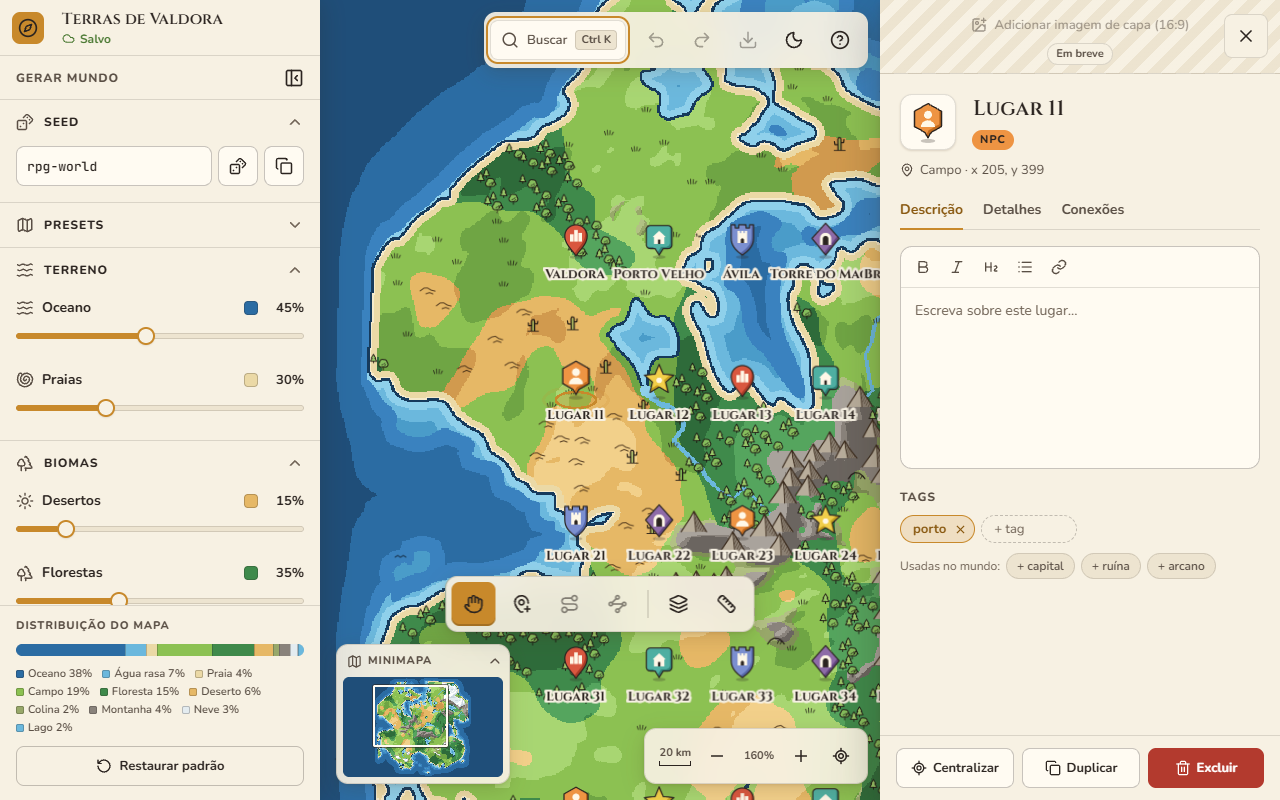 Terras de Valdora
Salvo
GERAR MUNDO
SEED
rpg-world
PRESETS
TERRENO
Oceano 45%
Praias 30%
BIOMAS
Desertos 15%
Florestas 35%
DISTRIBUIÇÃO DO MAPA
Oceano 38% Água rasa 7% Praia 4%
Campo 19% Floresta 15% Deserto 6%
Colina 2% Montanha 4% Neve 3%
Lago 2%
Restaurar padrão
Buscar Ctrl K
Valdora Porto Velho Ávila Torre do Ma
Lugar 11 Lugar 12 Lugar 13 Lugar 14
Lugar 21 Lugar 22 Lugar 23 Lugar 24
Lugar 31 Lugar 32 Lugar 33 Lugar 34
MINIMAPA
20 km 160%
Adicionar imagem de capa (16:9)
Em breve
Lugar 11
NPC
Campo · x 205, y 399
Descrição Detalhes Conexões
B I H2
Escreva sobre este lugar...
TAGS
porto + tag
Usadas no mundo: + capital + ruína + arcano
Centralizar Duplicar Excluir